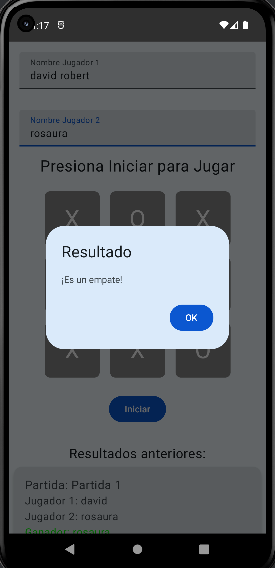 :17
Nombre Jugador 1
david robert
Nombre Jugador 2
rosaura
Presiona Iniciar para Jugar
X O X
Resultado
¡Es un empate!
OK
X X O
Iniciar
Resultados anteriores:
Partida: Partida 1
Jugador 1: david
Jugador 2: rosaura
Ganador: rosaura